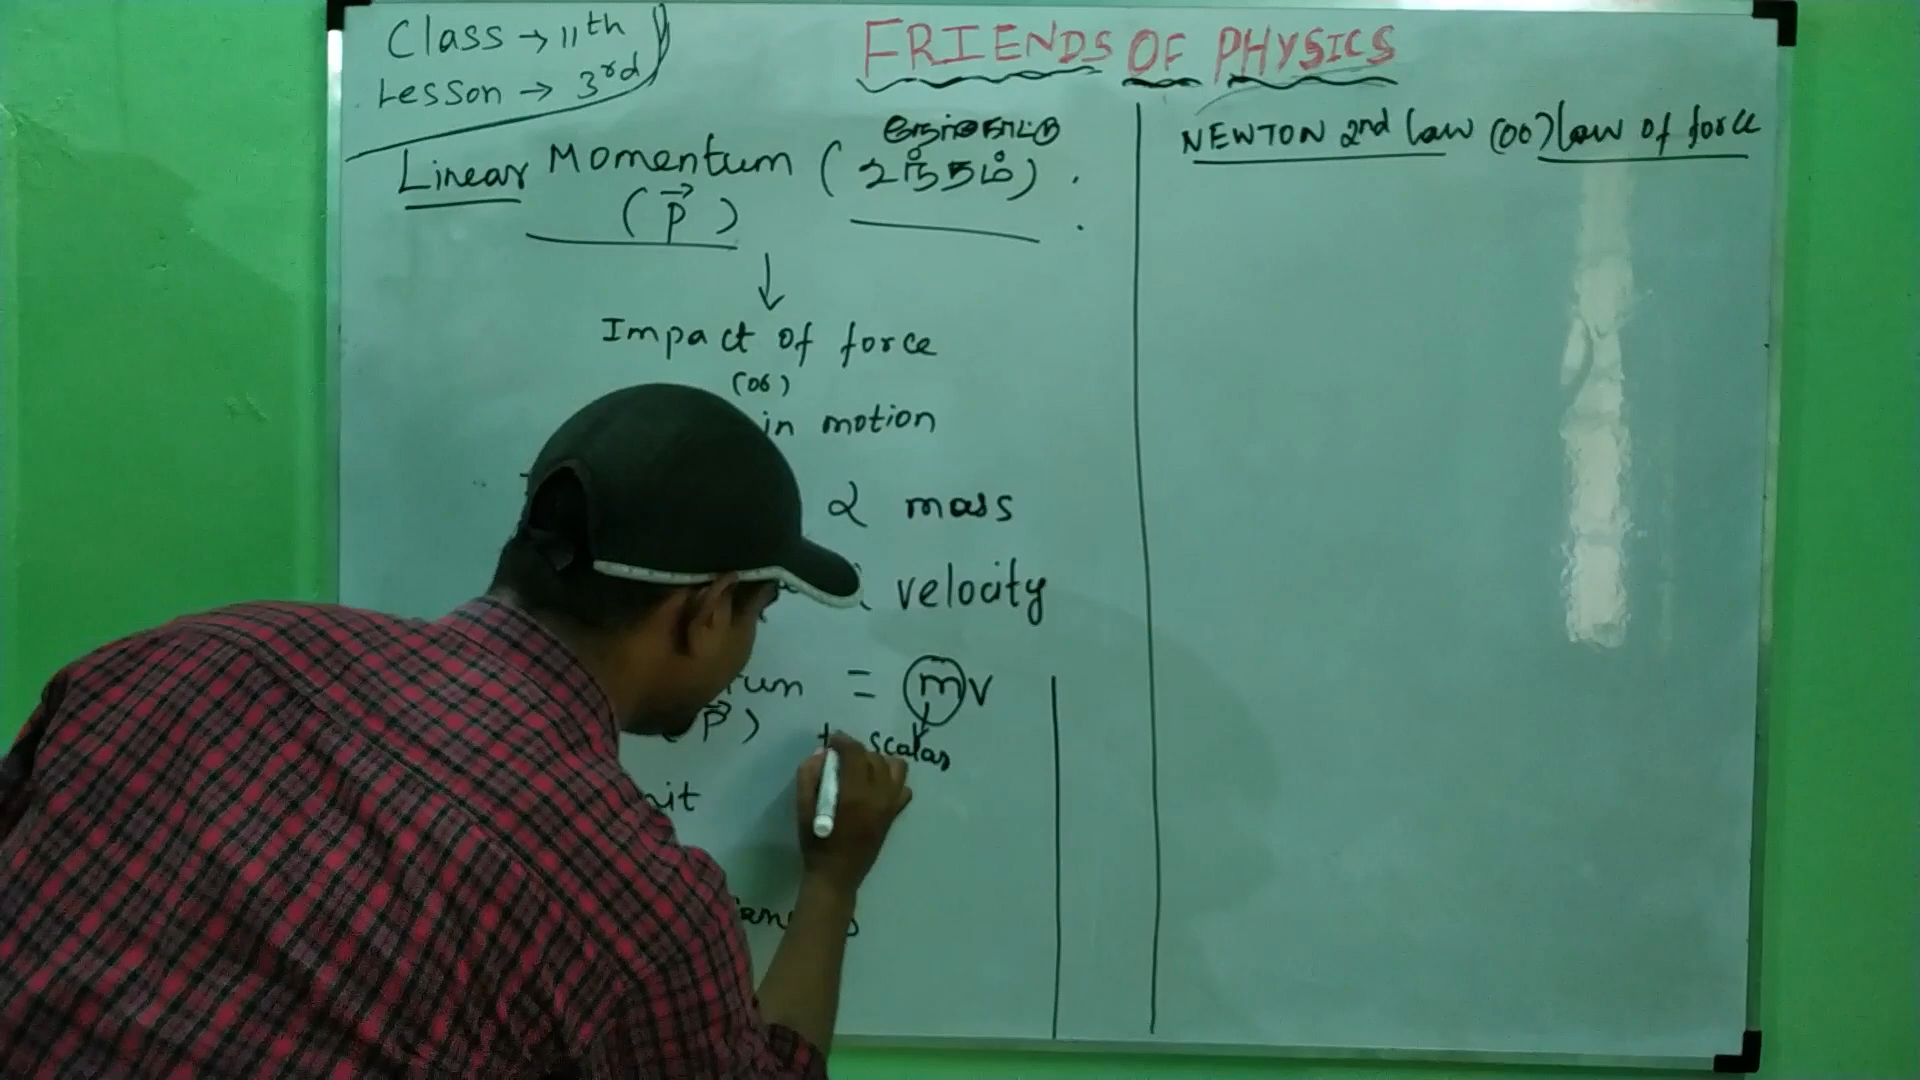 Class → 11th
Lesson → 3rd
FRIENDS OF PHYSICS
நேர்கோட்டு
Linear Momentum ( உந்தம் ) .
( p⃗ )
↓
Impact of force
(or)
in motion
α mass
velocity
= mv
( p⃗ )
scalar
NEWTON 2nd law (or) law of force